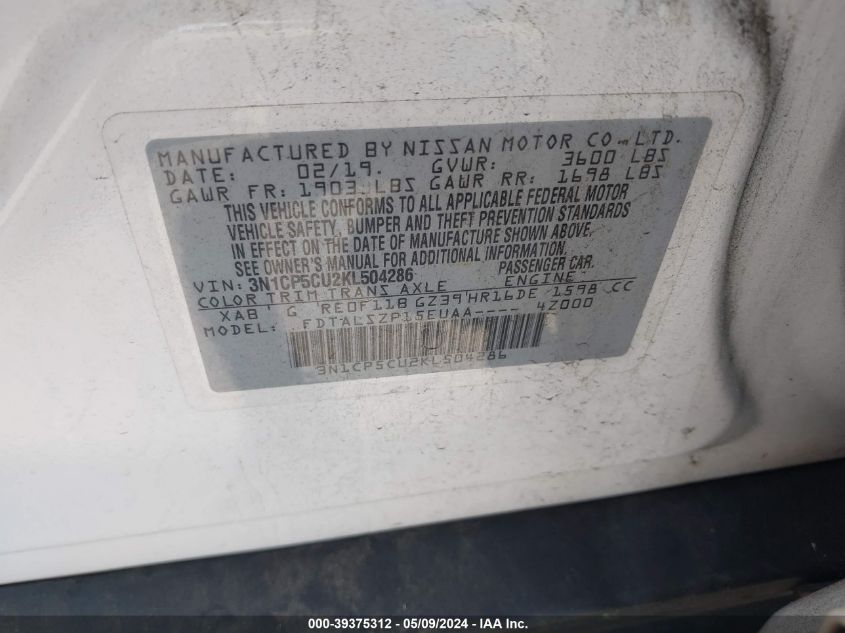 MANUFACTURED BY NISSAN MOTOR CO., LTD.
DATE: 02/19. GVWR: 3600 LBS
GAWR FR: 1903 LBS GAWR RR: 1698 LBS
THIS VEHICLE CONFORMS TO ALL APPLICABLE FEDERAL MOTOR
VEHICLE SAFETY, BUMPER AND THEFT PREVENTION STANDARDS
IN EFFECT ON THE DATE OF MANUFACTURE SHOWN ABOVE.
SEE OWNER'S MANUAL FOR ADDITIONAL INFORMATION.
VIN: 3N1CP5CU2KL504286 PASSENGER CAR.
COLOR TRIM TRANS AXLE ENGINE
XAB G RE0F11B GZ39 HR16DE 1598 CC
MODEL: FDTALSZP15EUAA---- 4Z000
U
3N1CP5CU2KL504286
000-39375312 - 05/09/2024 - IAA Inc.